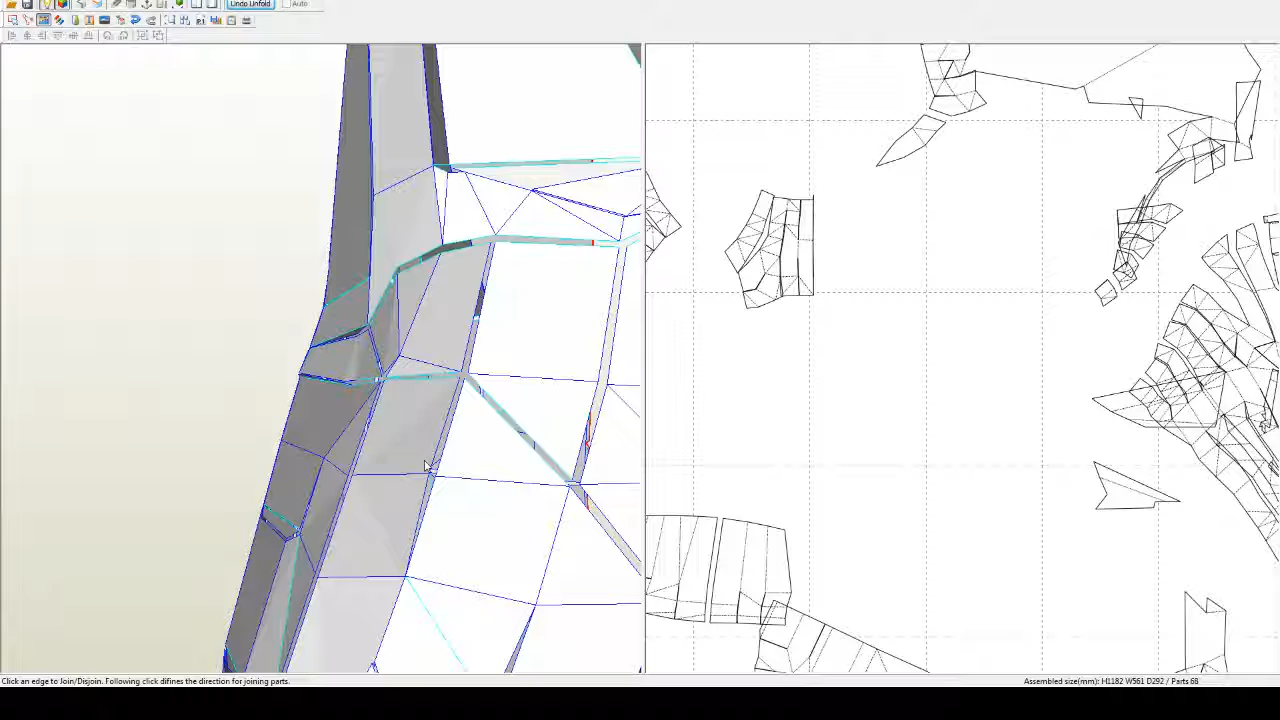 Undo Unfold
Auto
Click an edge to Join/Disjoin. Following click difines the direction for joining parts.
Assembled size(mm): H1182 W561 D292 / Parts 68